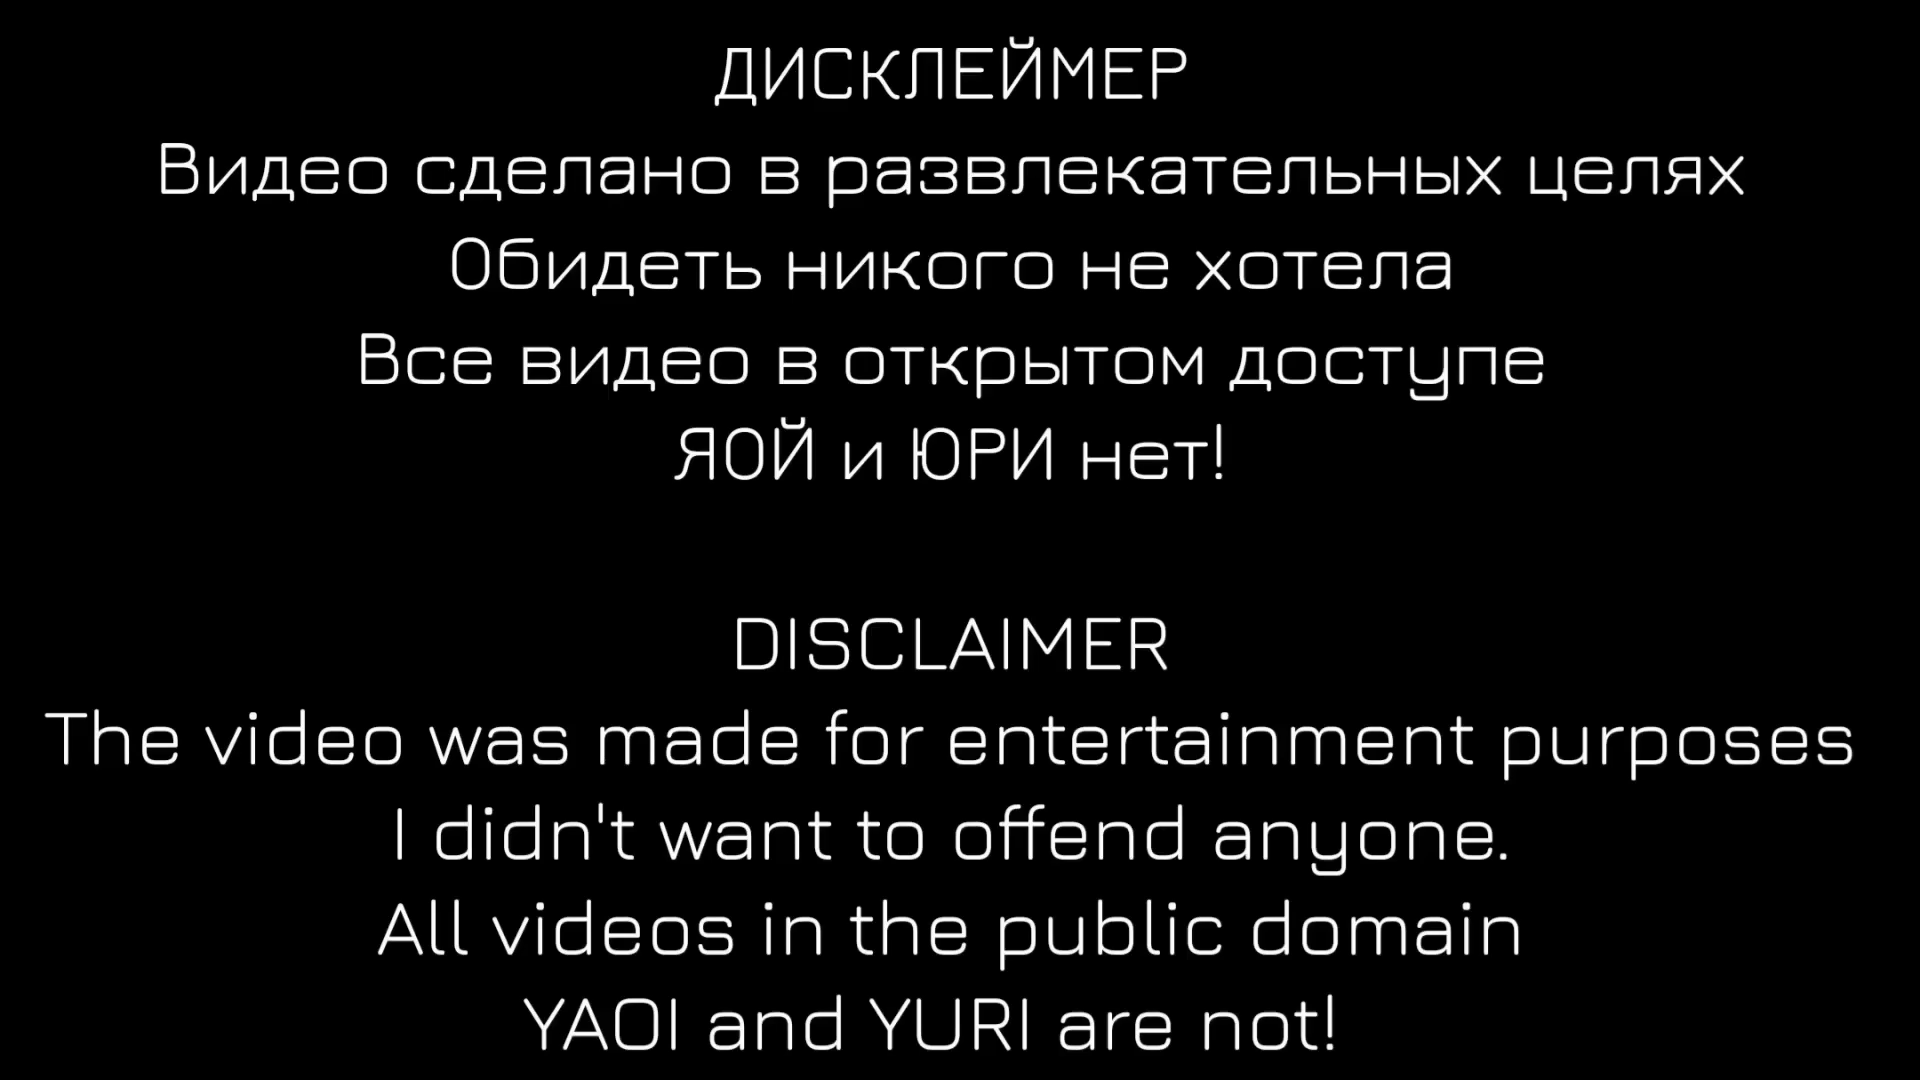 ДИСКЛЕЙМЕР
Видео сделано в развлекательных целях
Обидеть никого не хотела
Все видео в открытом доступе
ЯОЙ и ЮРИ нет!
DISCLAIMER
The video was made for entertainment purposes
I didn't want to offend anyone.
All videos in the public domain
YAOI and YURI are not!